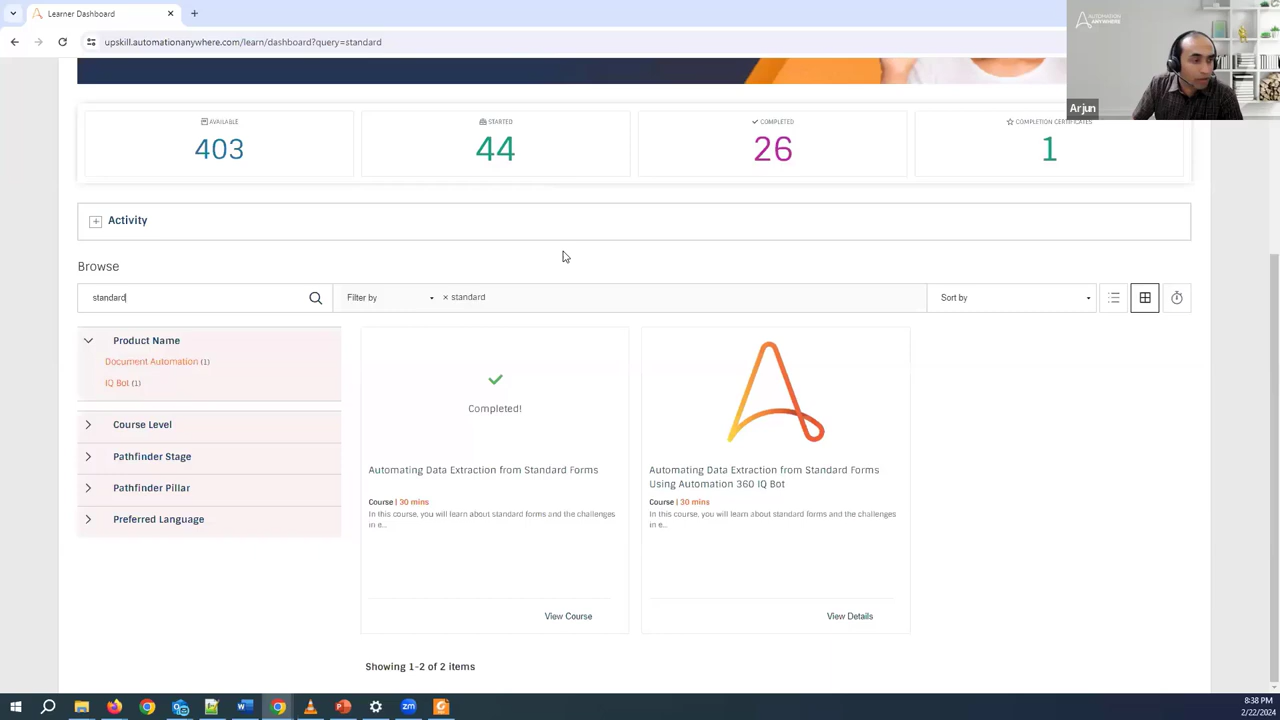 Learner Dashboard
upskill.automationanywhere.com/learn/dashboard?query=standard
AUTOMATION
ANYWHERE
Arjun
AVAILABLE
403
STARTED
44
COMPLETED
26
COMPLETION CERTIFICATES
1
Activity
Browse
standard
Filter by
× standard
Sort by
Product Name
Document Automation (1)
IQ Bot (1)
Course Level
Pathfinder Stage
Pathfinder Pillar
Preferred Language
Completed!
Automating Data Extraction from Standard Forms
Course | 30 mins
In this course, you will learn about standard forms and the challenges
in e...
View Course
Automating Data Extraction from Standard Forms
Using Automation 360 IQ Bot
Course | 30 mins
In this course, you will learn about standard forms and the challenges
in e...
View Details
Showing 1-2 of 2 items
zm
8:38 PM
2/22/2024